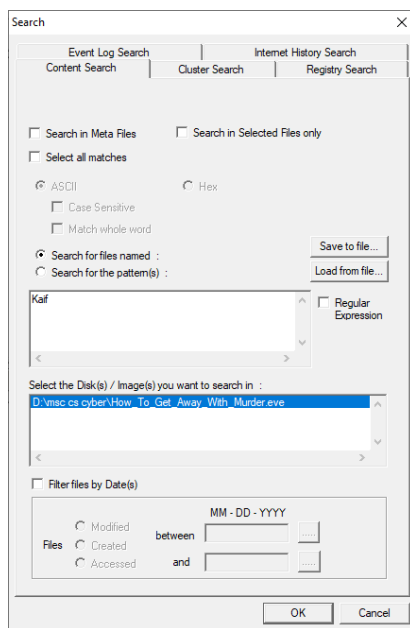 Search
Event Log Search Internet History Search
Content Search Cluster Search Registry Search
Search in Meta Files Search in Selected Files only
Select all matches
ASCII Hex
Case Sensitive
Match whole word
Search for files named : Save to file...
Search for the pattern(s) : Load from file...
Kaif
Regular Expression
Select the Disk(s) / Image(s) you want to search in :
D:\msc cs cyber\How_To_Get_Away_With_Murder.eve
Filter files by Date(s)
MM - DD - YYYY
Modified
between .....
Files Created
Accessed
and .....
OK Cancel